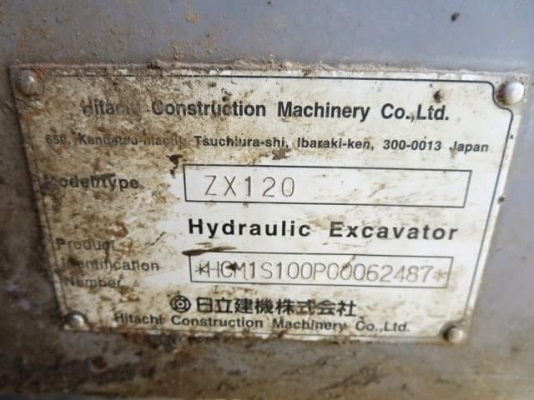 Hitachi Construction Machinery Co.,Ltd.
650, Kandatsu-machi, Tsuchiura-shi, Ibaraki-ken, 300-0013 Japan
Model·type ZX120
Hydraulic Excavator
Product
Identification
Number
*HCM1S100P00062487*
日立建機株式会社
Hitachi Construction Machinery Co.,Ltd.